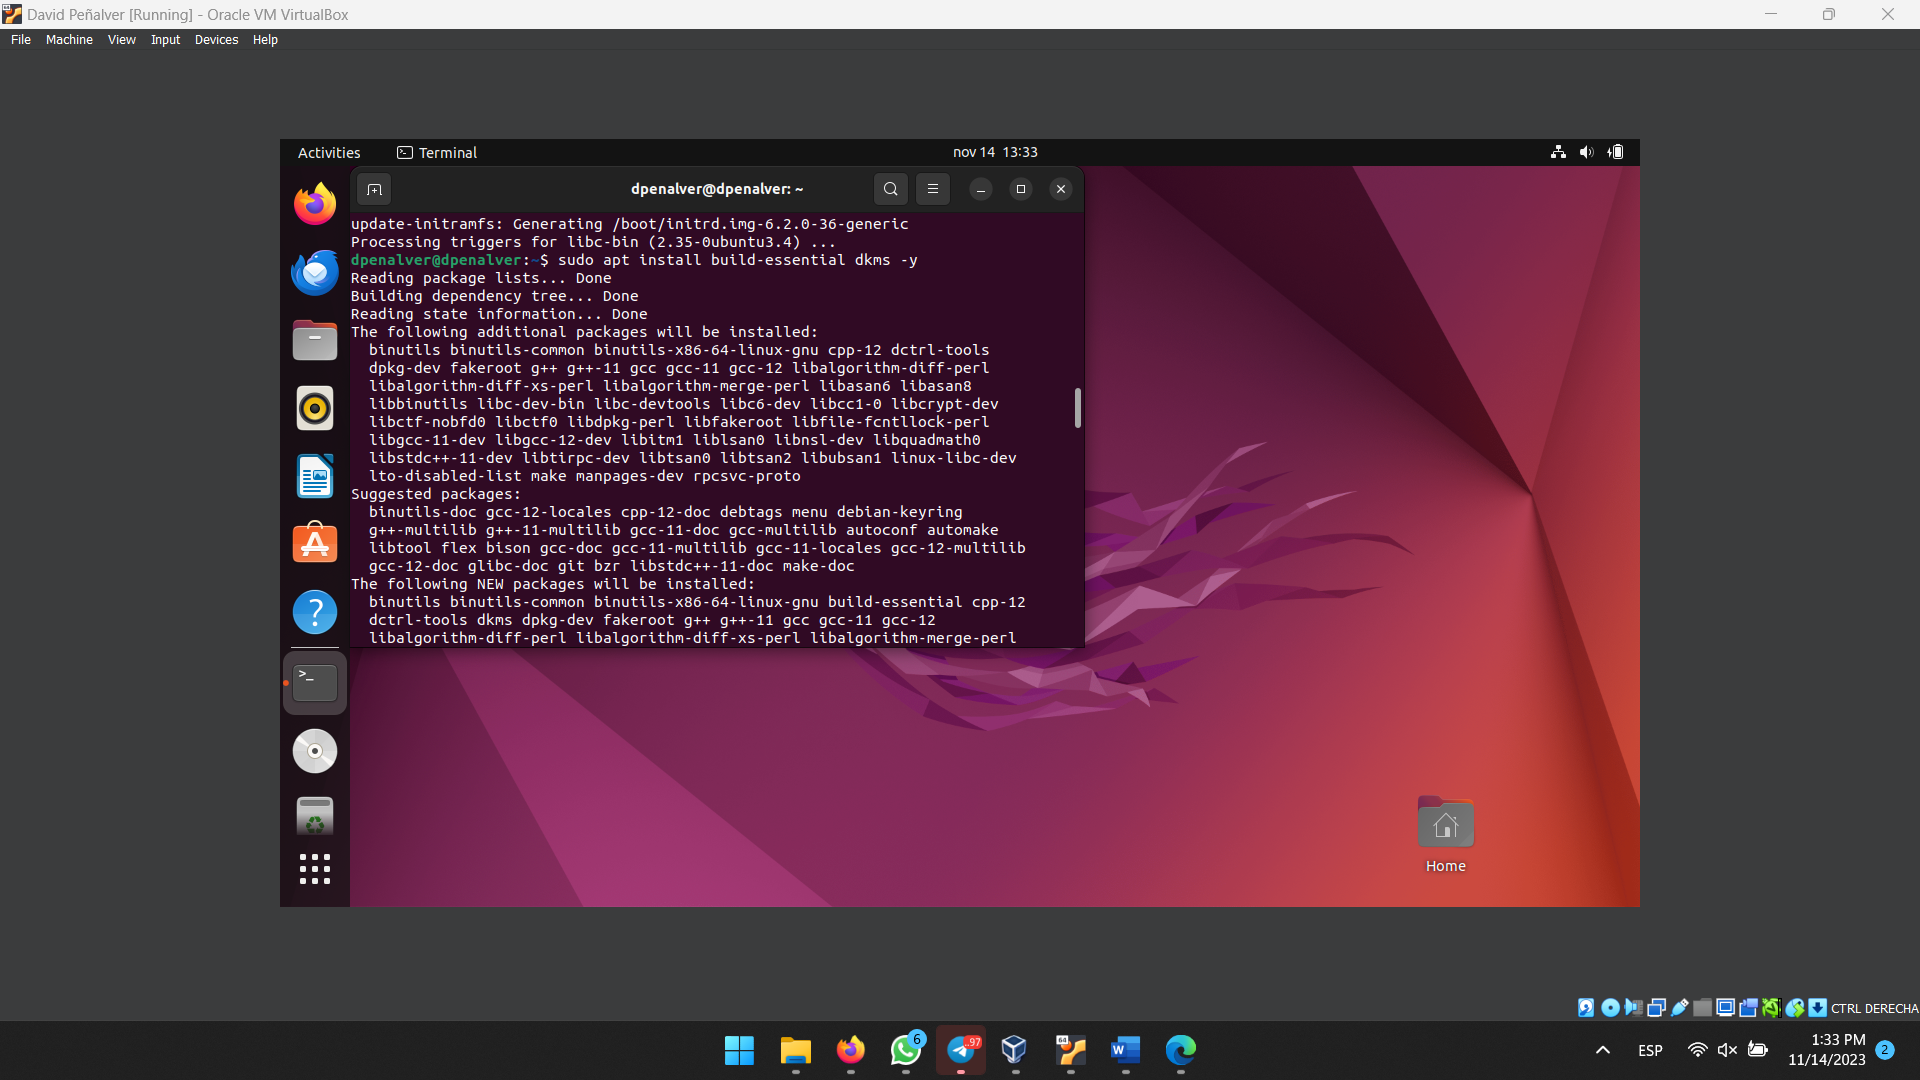 David Peñalver [Running] - Oracle VM VirtualBox
File Machine View Input Devices Help
Activities Terminal nov 14 13:33
dpenalver@dpenalver: ~
update-initramfs: Generating /boot/initrd.img-6.2.0-36-generic
Processing triggers for libc-bin (2.35-0ubuntu3.4) ...
dpenalver@dpenalver:~$ sudo apt install build-essential dkms -y
Reading package lists... Done
Building dependency tree... Done
Reading state information... Done
The following additional packages will be installed:
binutils binutils-common binutils-x86-64-linux-gnu cpp-12 dctrl-tools
dpkg-dev fakeroot g++ g++-11 gcc gcc-11 gcc-12 libalgorithm-diff-perl
libalgorithm-diff-xs-perl libalgorithm-merge-perl libasan6 libasan8
libbinutils libc-dev-bin libc-devtools libc6-dev libcc1-0 libcrypt-dev
libctf-nobfd0 libctf0 libdpkg-perl libfakeroot libfile-fcntllock-perl
libgcc-11-dev libgcc-12-dev libitm1 liblsan0 libnsl-dev libquadmath0
libstdc++-11-dev libtirpc-dev libtsan0 libtsan2 libubsan1 linux-libc-dev
lto-disabled-list make manpages-dev rpcsvc-proto
Suggested packages:
binutils-doc gcc-12-locales cpp-12-doc debtags menu debian-keyring
g++-multilib g++-11-multilib gcc-11-doc gcc-multilib autoconf automake
libtool flex bison gcc-doc gcc-11-multilib gcc-11-locales gcc-12-multilib
gcc-12-doc glibc-doc git bzr libstdc++-11-doc make-doc
The following NEW packages will be installed:
binutils binutils-common binutils-x86-64-linux-gnu build-essential cpp-12
dctrl-tools dkms dpkg-dev fakeroot g++ g++-11 gcc gcc-11 gcc-12
libalgorithm-diff-perl libalgorithm-diff-xs-perl libalgorithm-merge-perl
Home
CTRL DERECHA
6
..97
64
W
ESP
1:33 PM
11/14/2023
2